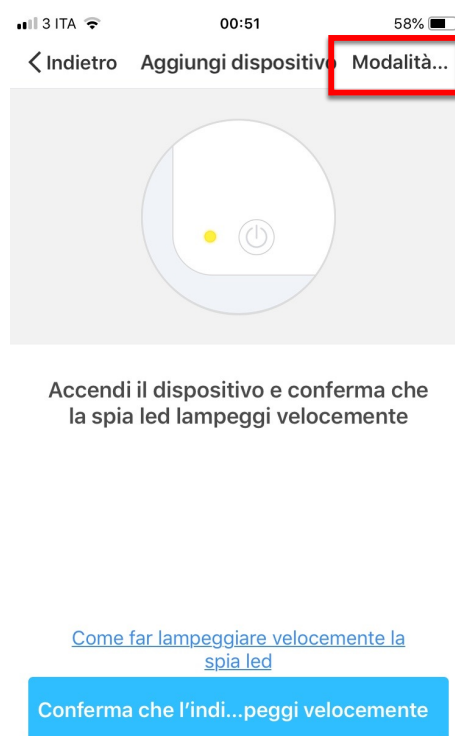 3 ITA 00:51 58%
Indietro Aggiungi dispositivo Modalità...
Accendi il dispositivo e conferma che
la spia led lampeggi velocemente
Come far lampeggiare velocemente la
spia led
Conferma che l'indi...peggi velocemente